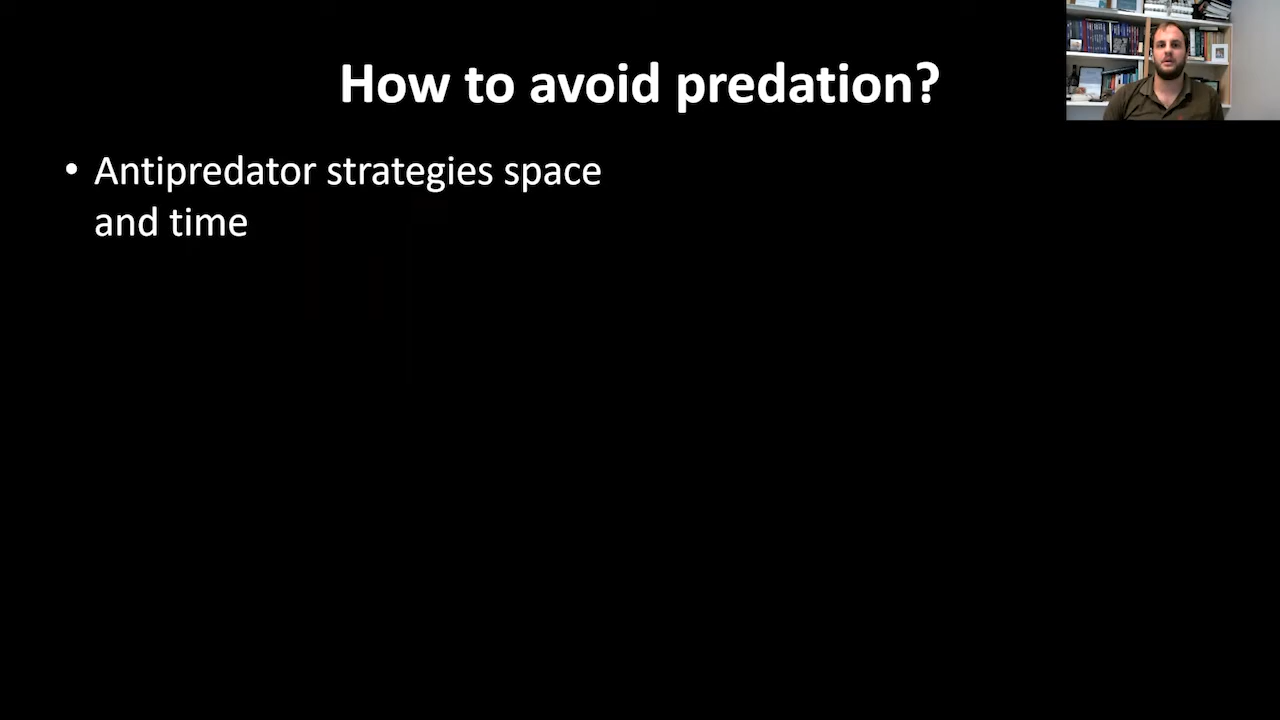 How to avoid predation?
• Antipredator strategies space
and time